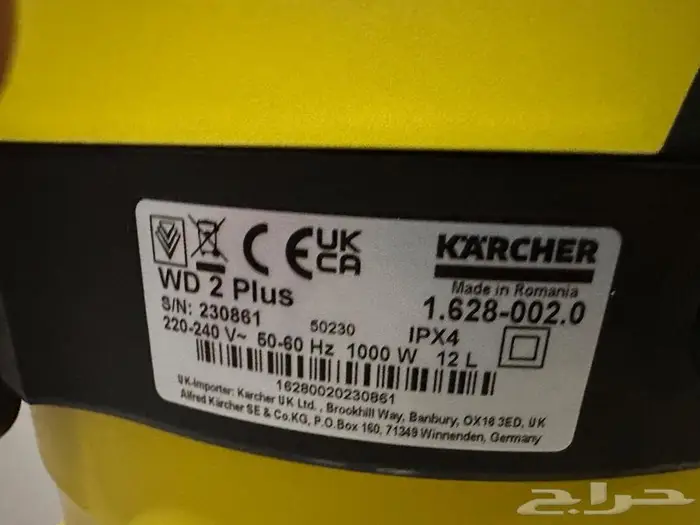 KÄRCHER
Made in Romania
WD 2 Plus
1.628-002.0
S/N: 230861
50230
IPX4
220-240 V~ 50-60 Hz 1000 W 12 L
16280020230861
UK-Importer: Karcher UK Ltd., Brookhill Way, Banbury, OX16 3ED, UK
Alfred Kärcher SE & Co.KG, P.O.Box 160, 71349 Winnenden, Germany
CE
UK
CA
حراج